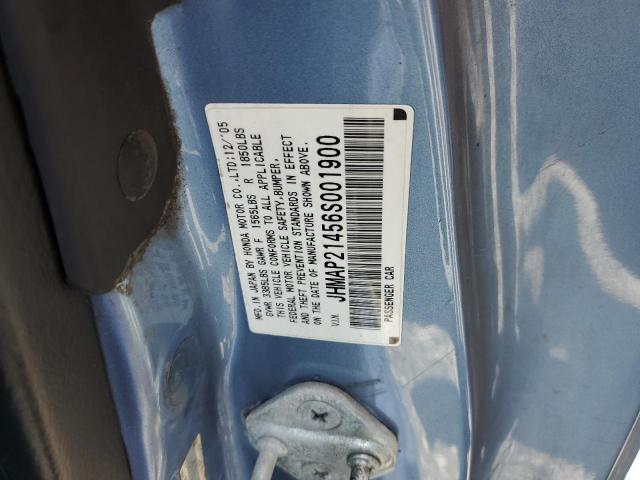 MFD.IN JAPAN BY HONDA MOTOR CO.,LTD:12/'05
GVWR 3385LBS GAWR F 1565LBS R 1850LBS
THIS VEHICLE CONFORMS TO ALL APPLICABLE
FEDERAL MOTOR VEHICLE SAFETY,BUMPER,
AND THEFT PREVENTION STANDARDS IN EFFECT
ON THE DATE OF MANUFACTURE SHOWN ABOVE.
V.I.N. JHMAP21456S001900
PASSENGER CAR